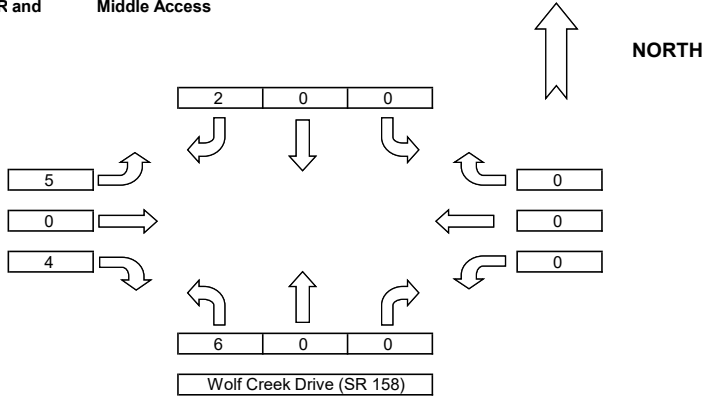 R and Middle Access
NORTH
2 0 0
5 0
0 0
4 0
6 0 0
Wolf Creek Drive (SR 158)